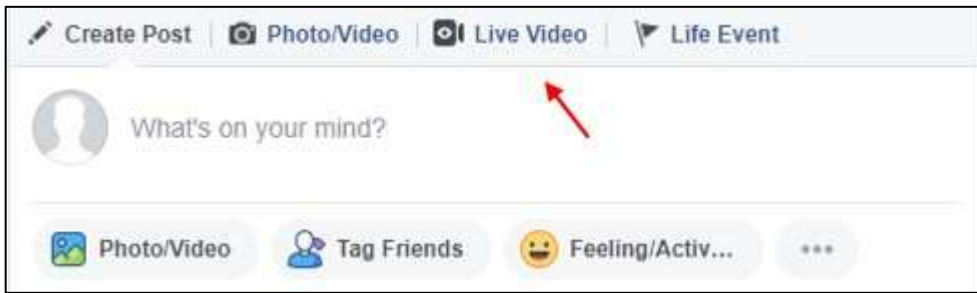 Create Post Photo/Video Live Video Life Event
What's on your mind?
Photo/Video Tag Friends Feeling/Activ... ...